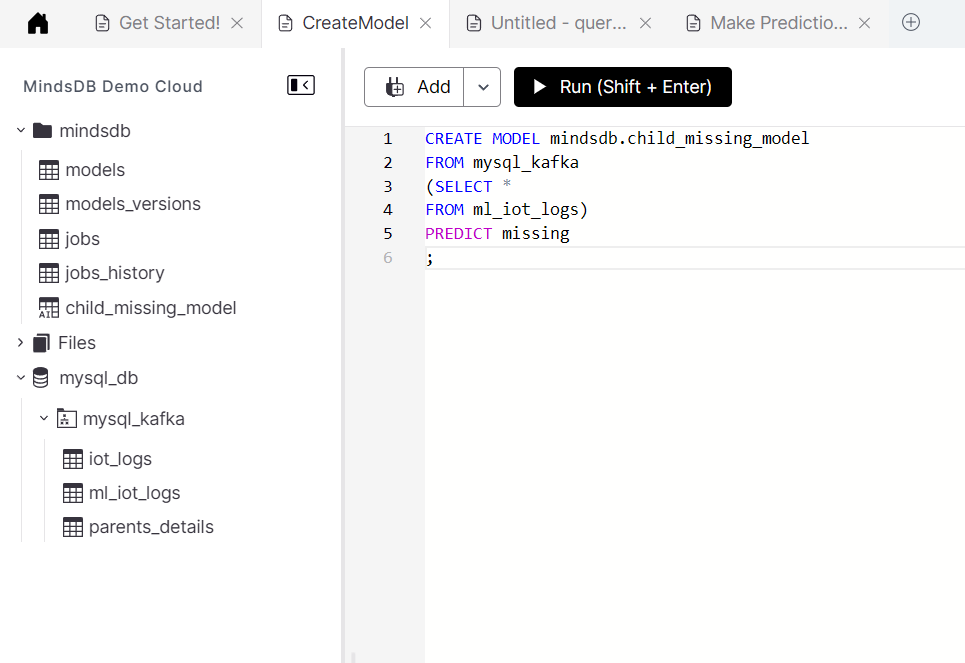 Get Started!
CreateModel
Untitled - quer...
Make Predictio...
MindsDB Demo Cloud
mindsdb
models
models_versions
jobs
jobs_history
AI
child_missing_model
Files
mysql_db
mysql_kafka
iot_logs
ml_iot_logs
parents_details
Add
Run (Shift + Enter)
1 CREATE MODEL mindsdb.child_missing_model
2 FROM mysql_kafka
3 (SELECT *
4 FROM ml_iot_logs)
5 PREDICT missing
6 ;